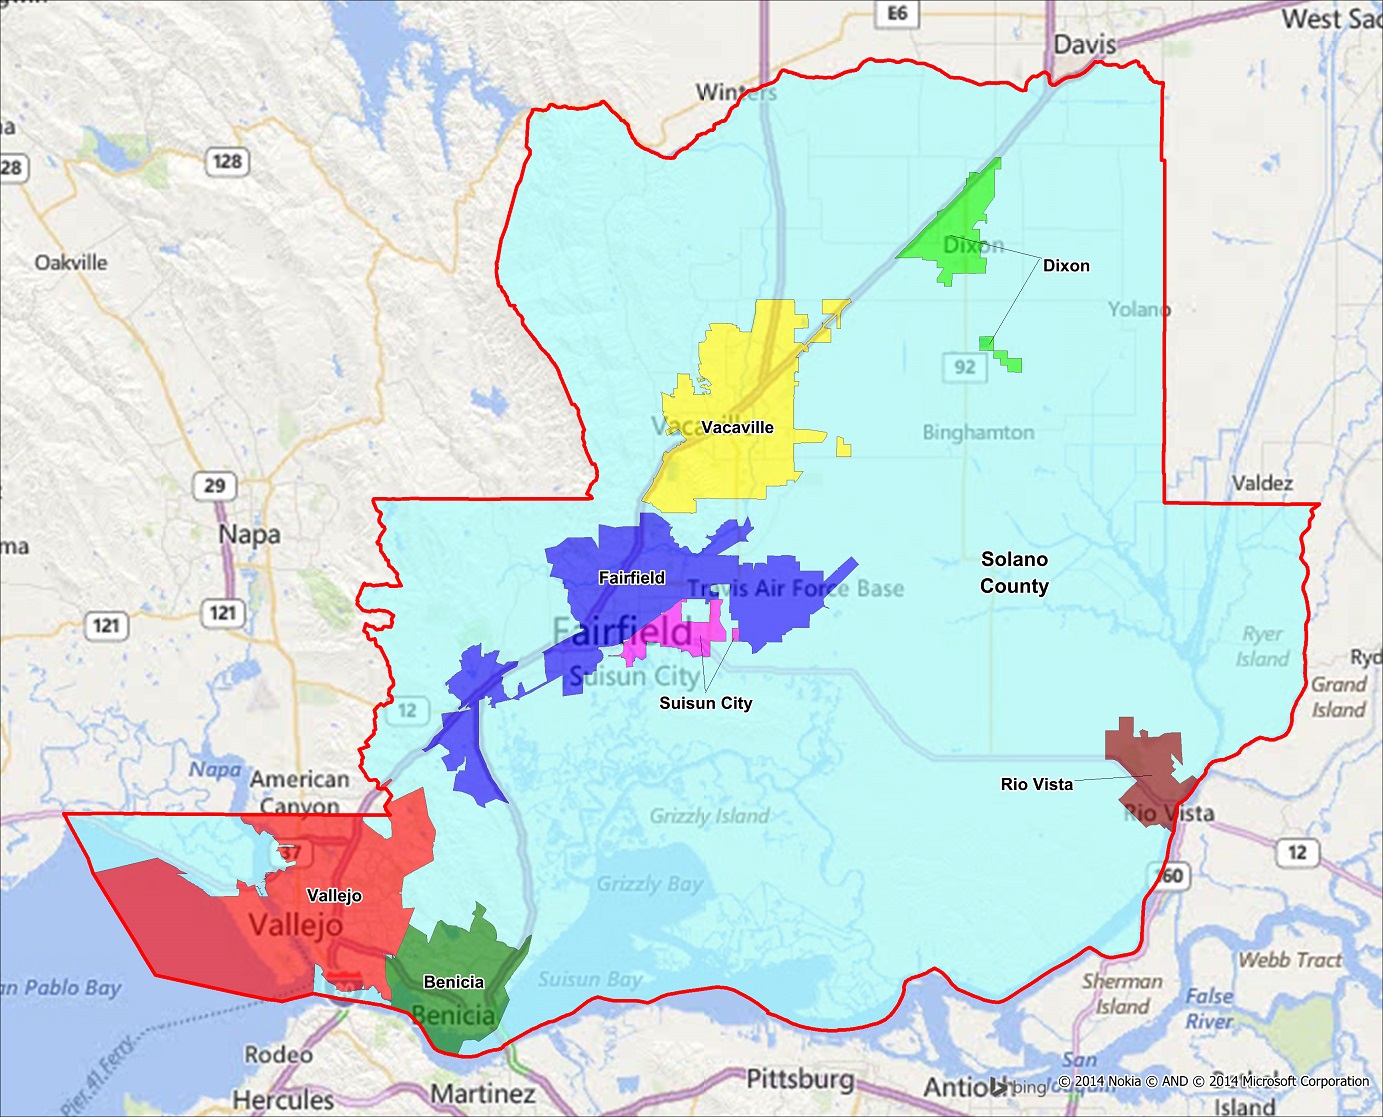 E6
West Sac
Davis
Winters
128
28
Oakville
Dixon
Dixon
Yolano
92
Vacaville
Binghamton
29
Valdez
Napa
Solano
County
Fairfield
Travis Air Force Base
121
121
Fairfield
Ryer
Island
Ryd
Suisun City
Grand
Island
Suisun City
12
Napa
American
Canyon
Rio Vista
Rio Vista
Grizzly Island
37
12
Vallejo
Grizzly Bay
160
Vallejo
Benicia
Suisun Bay
Webb Tract
an Pablo Bay
Sherman
Island
False
River
Benicia
Pier 41 Ferry
Rodeo
Hercules
Martinez
Pittsburg
Antioch
San
Joaquin
bing
© 2014 Nokia © AND © 2014 Microsoft Corporation
Island